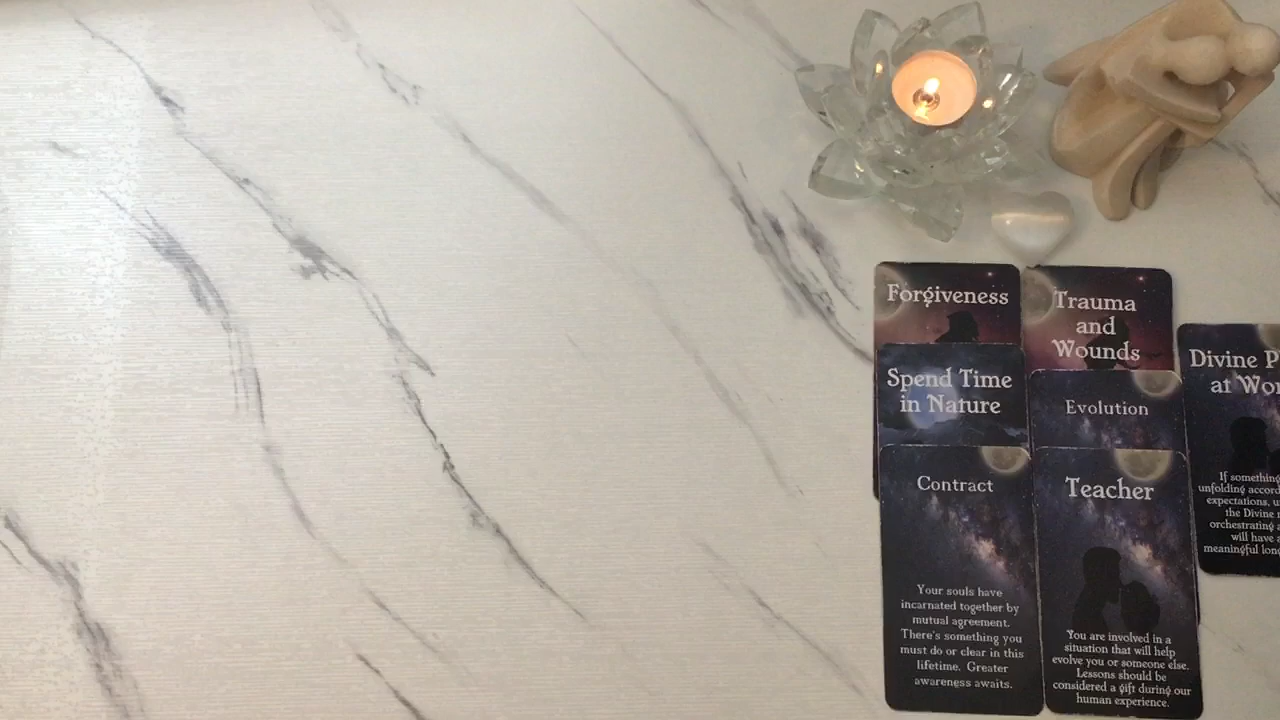 Forgiveness
Trauma
and
Wounds
Spend Time
in Nature
Evolution
Divine
at
If something
unfolding
expectations,
the Divine
orchestrating
will have
meaningful
Contract
Your souls have
incarnated together by
mutual agreement.
There's something you
must do or clear in this
lifetime. Greater
awareness awaits.
Teacher
You are involved in a
situation that will help
evolve you or someone else.
Lessons should be
considered a gift during our
human experience.